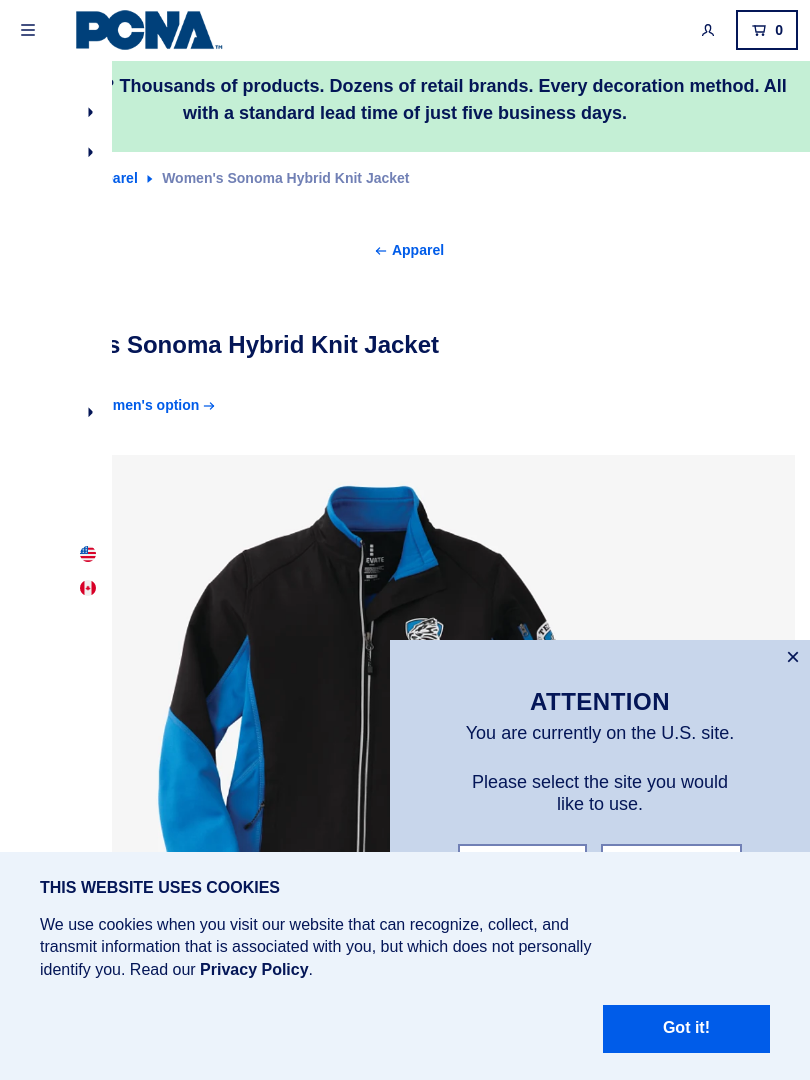 PCNA™
0
? Thousands of products. Dozens of retail brands. Every decoration method. All
with a standard lead time of just five business days.
arel Women's Sonoma Hybrid Knit Jacket
Apparel
s Sonoma Hybrid Knit Jacket
men's option
ATTENTION
You are currently on the U.S. site.
Please select the site you would
like to use.
THIS WEBSITE USES COOKIES
We use cookies when you visit our website that can recognize, collect, and
transmit information that is associated with you, but which does not personally
identify you. Read our Privacy Policy.
Got it!